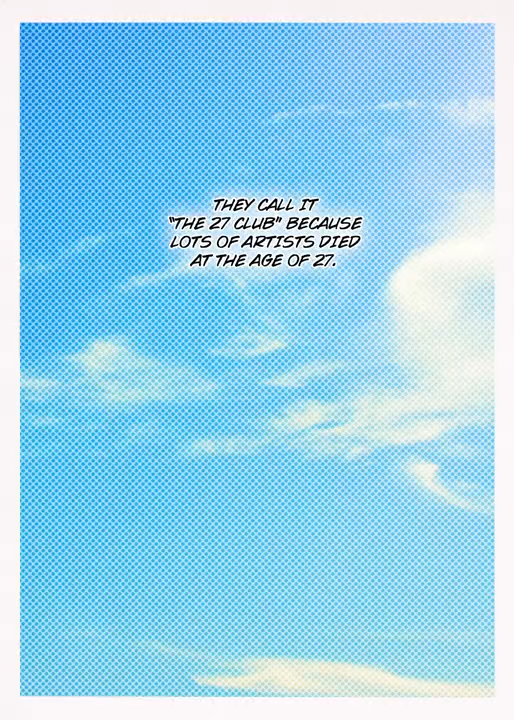 THEY CALL IT
"THE 27 CLUB" BECAUSE
LOTS OF ARTISTS DIED
AT THE AGE OF 27.